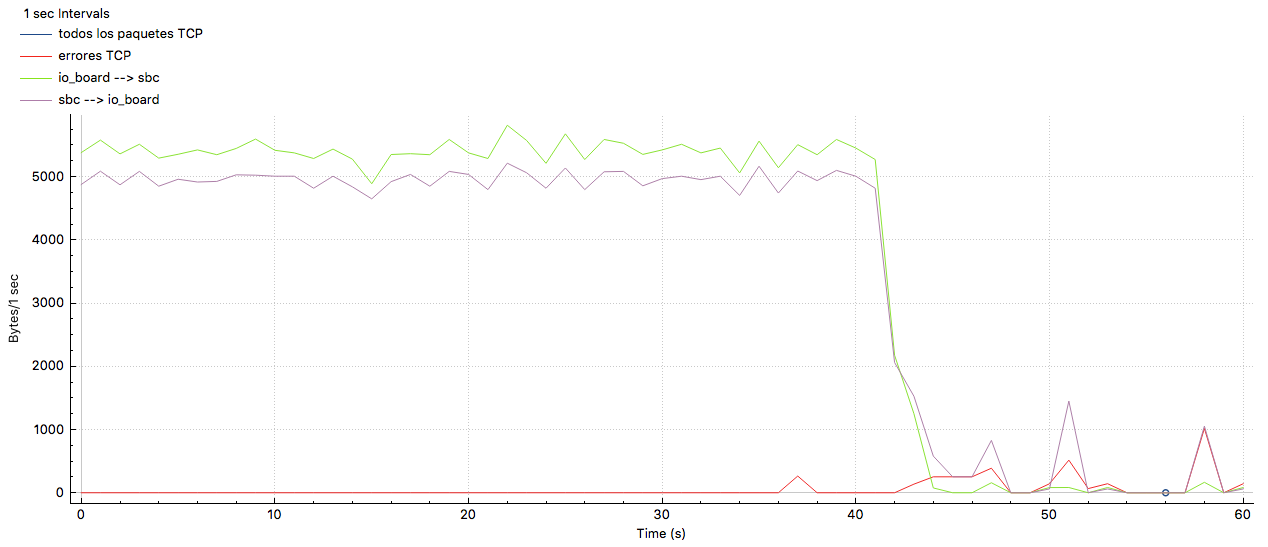 1 sec Intervals
todos los paquetes TCP
errores TCP
io_board --> sbc
sbc --> io_board
5000
4000
3000
2000
1000
0
Bytes/1 sec
0 10 20 30 40 50 60
Time (s)